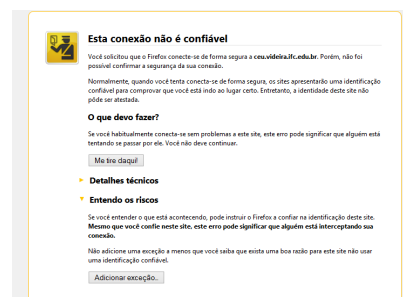 Esta conexão não é confiável
Você solicitou que o Firefox conecte-se de forma segura a ceu.videira.ifc.edu.br. Porém, não foi
possível confirmar a segurança da sua conexão.
Normalmente, quando você tenta conecta-se de forma segura, os sites apresentarão uma identificação
confiável para comprovar que você está indo ao lugar certo. Entretanto, a identidade deste site não
pôde ser atestada.
O que devo fazer?
Se você habitualmente conecta-se sem problemas a este site, este erro pode significar que alguém está
tentando se passar por ele. Você não deve continuar.
Me tire daqui!
Detalhes técnicos
Entendo os riscos
Se você entender o que está acontecendo, pode instruir o Firefox a confiar na identificação deste site.
Mesmo que você confie neste site, este erro pode significar que alguém está interceptando sua
conexão.
Não adicione uma exceção a menos que você saiba que exista uma boa razão para este site não usar
uma identificação confiável.
Adicionar exceção..